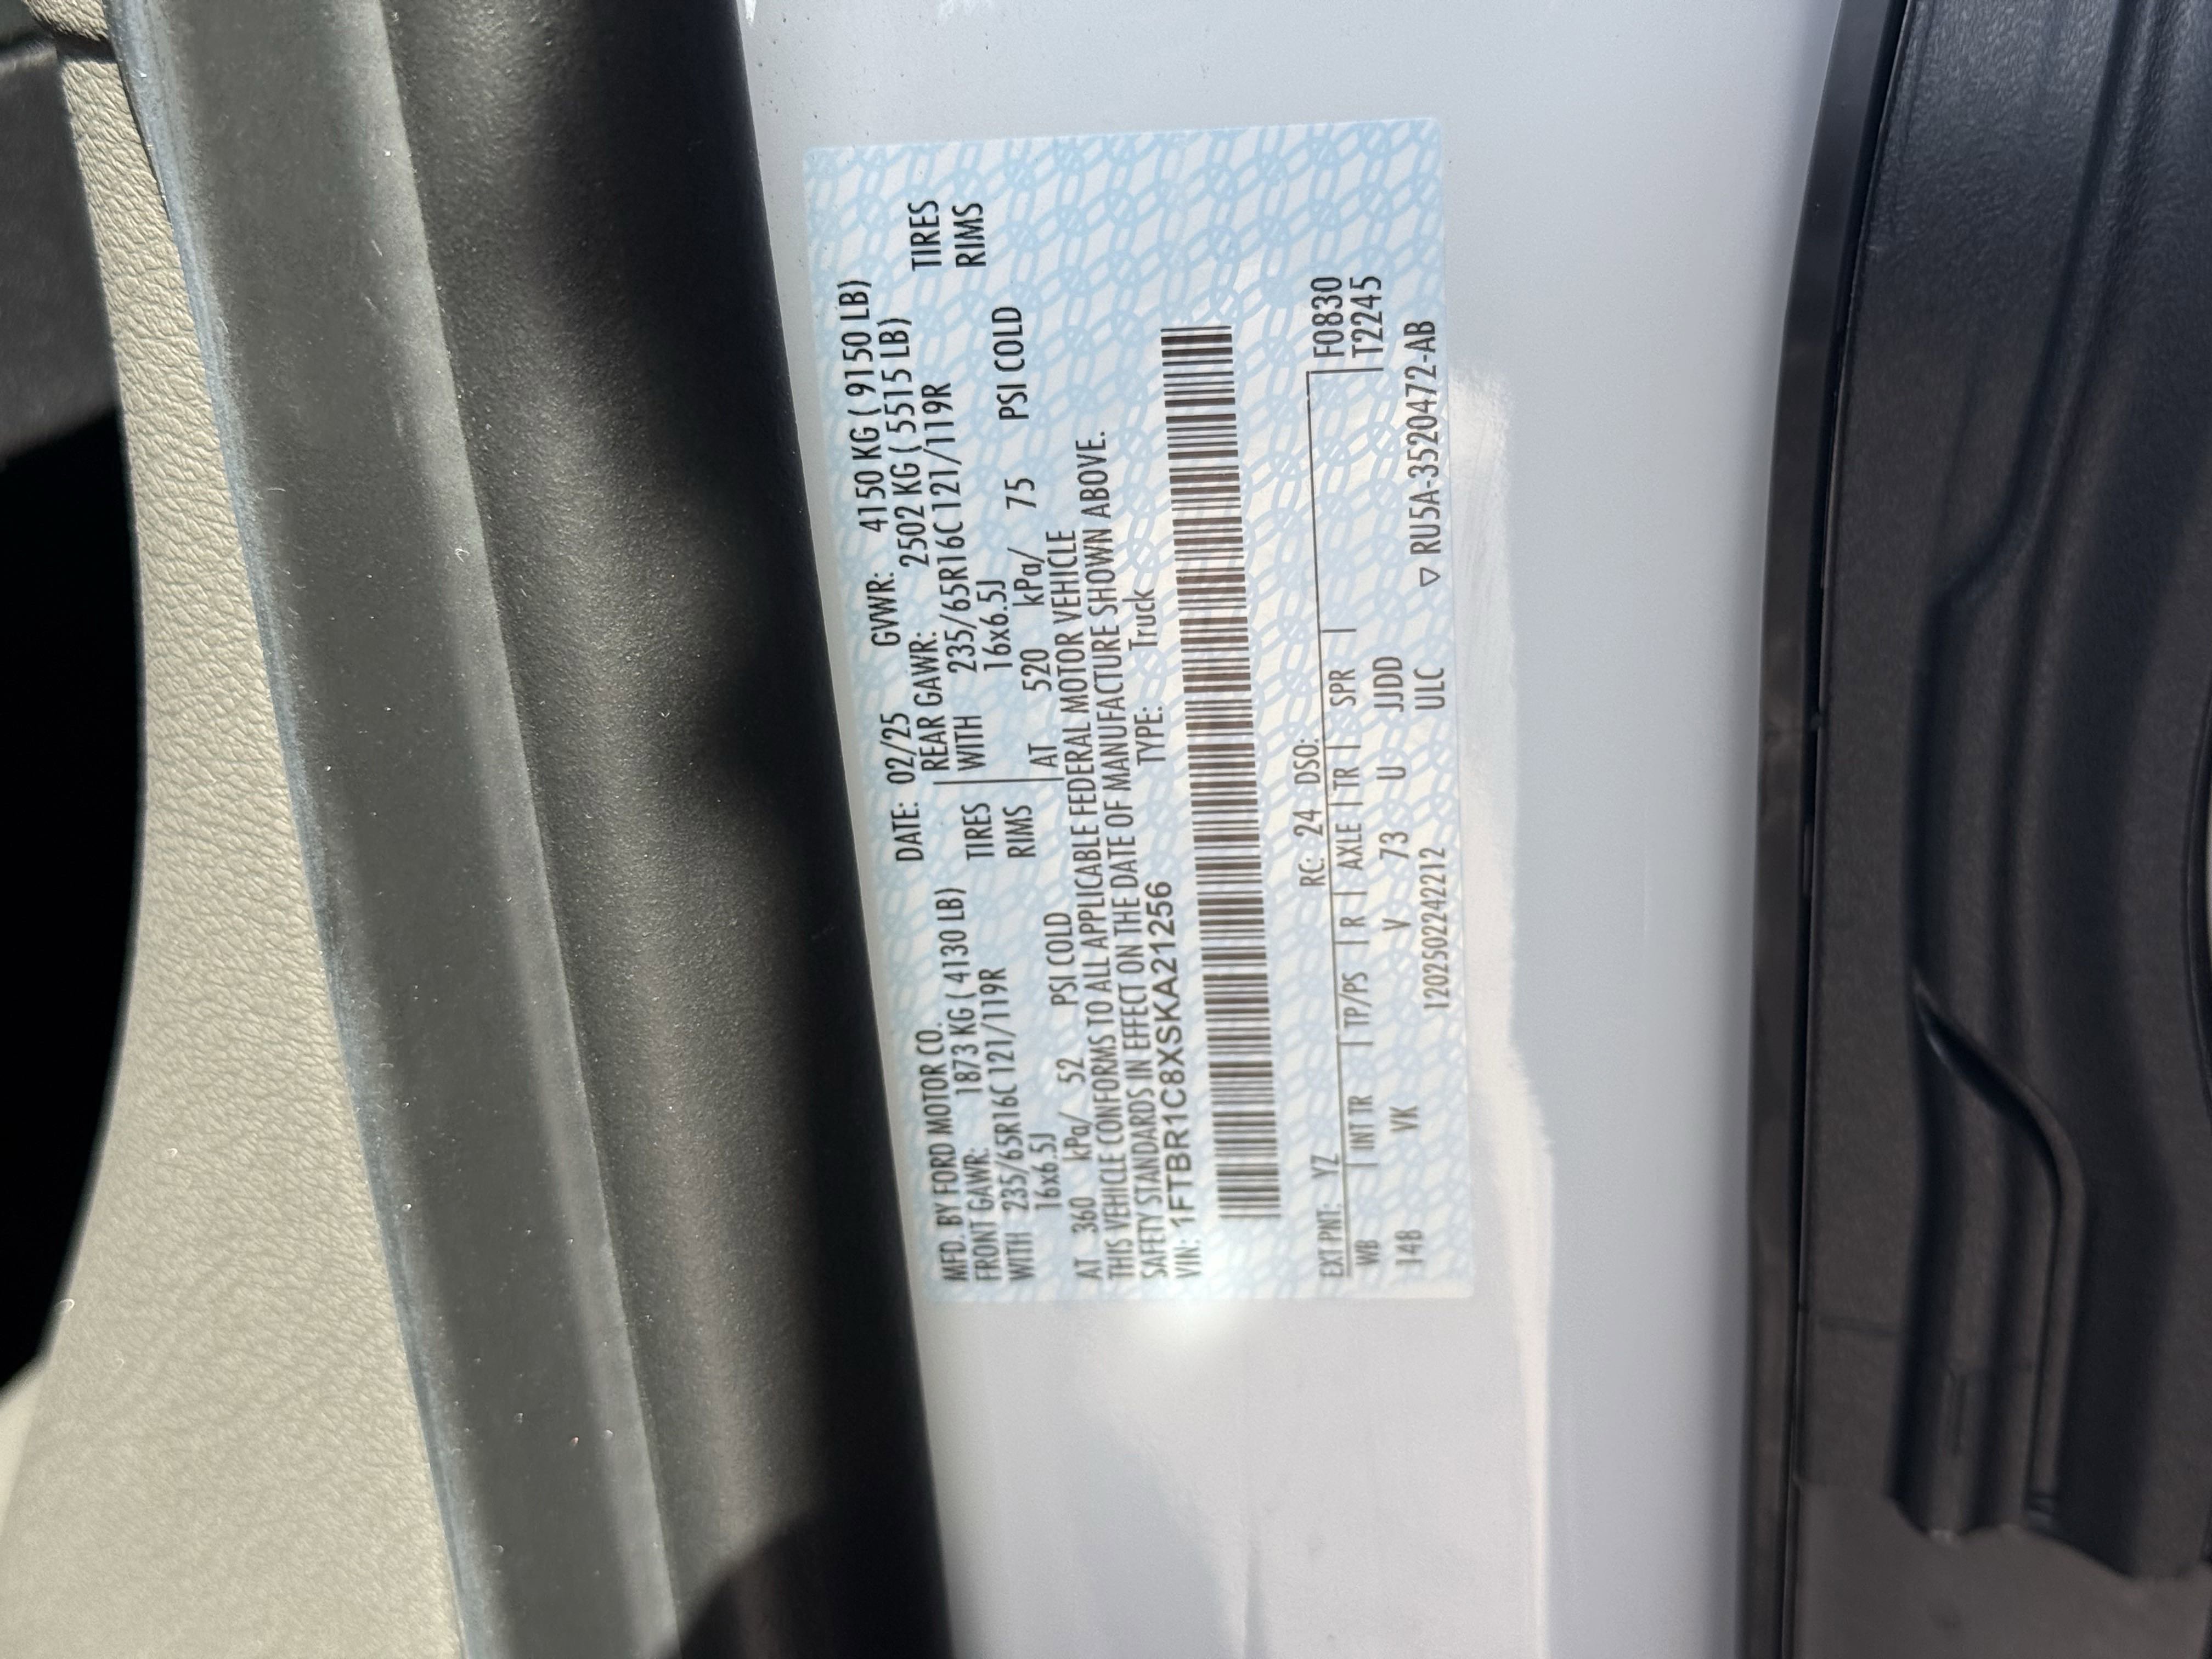 MFD. BY FORD MOTOR CO. DATE: 02/25 GVWR: 4150 KG ( 9150 LB)
FRONT GAWR: 1873 KG ( 4130 LB) REAR GAWR: 2502 KG ( 5515 LB)
WITH 235/65R16C 121/119R TIRES WITH 235/65R16C 121/119R TIRES
16x6.5J RIMS 16x6.5J RIMS
AT 360 kPa/ 52 PSI COLD AT 520 kPa/ 75 PSI COLD
THIS VEHICLE CONFORMS TO ALL APPLICABLE FEDERAL MOTOR VEHICLE
SAFETY STANDARDS IN EFFECT ON THE DATE OF MANUFACTURE SHOWN ABOVE.
VIN: 1FTBR1C8XSKA21256 TYPE: Truck
EXT PNT: YZ RC: 24 DSO: F0830
WB INT TR TP/PS R AXLE TR SPR T2245
148 VK V 73 U JJDD
1202502242212 ULC ▽ RU5A-3520472-AB